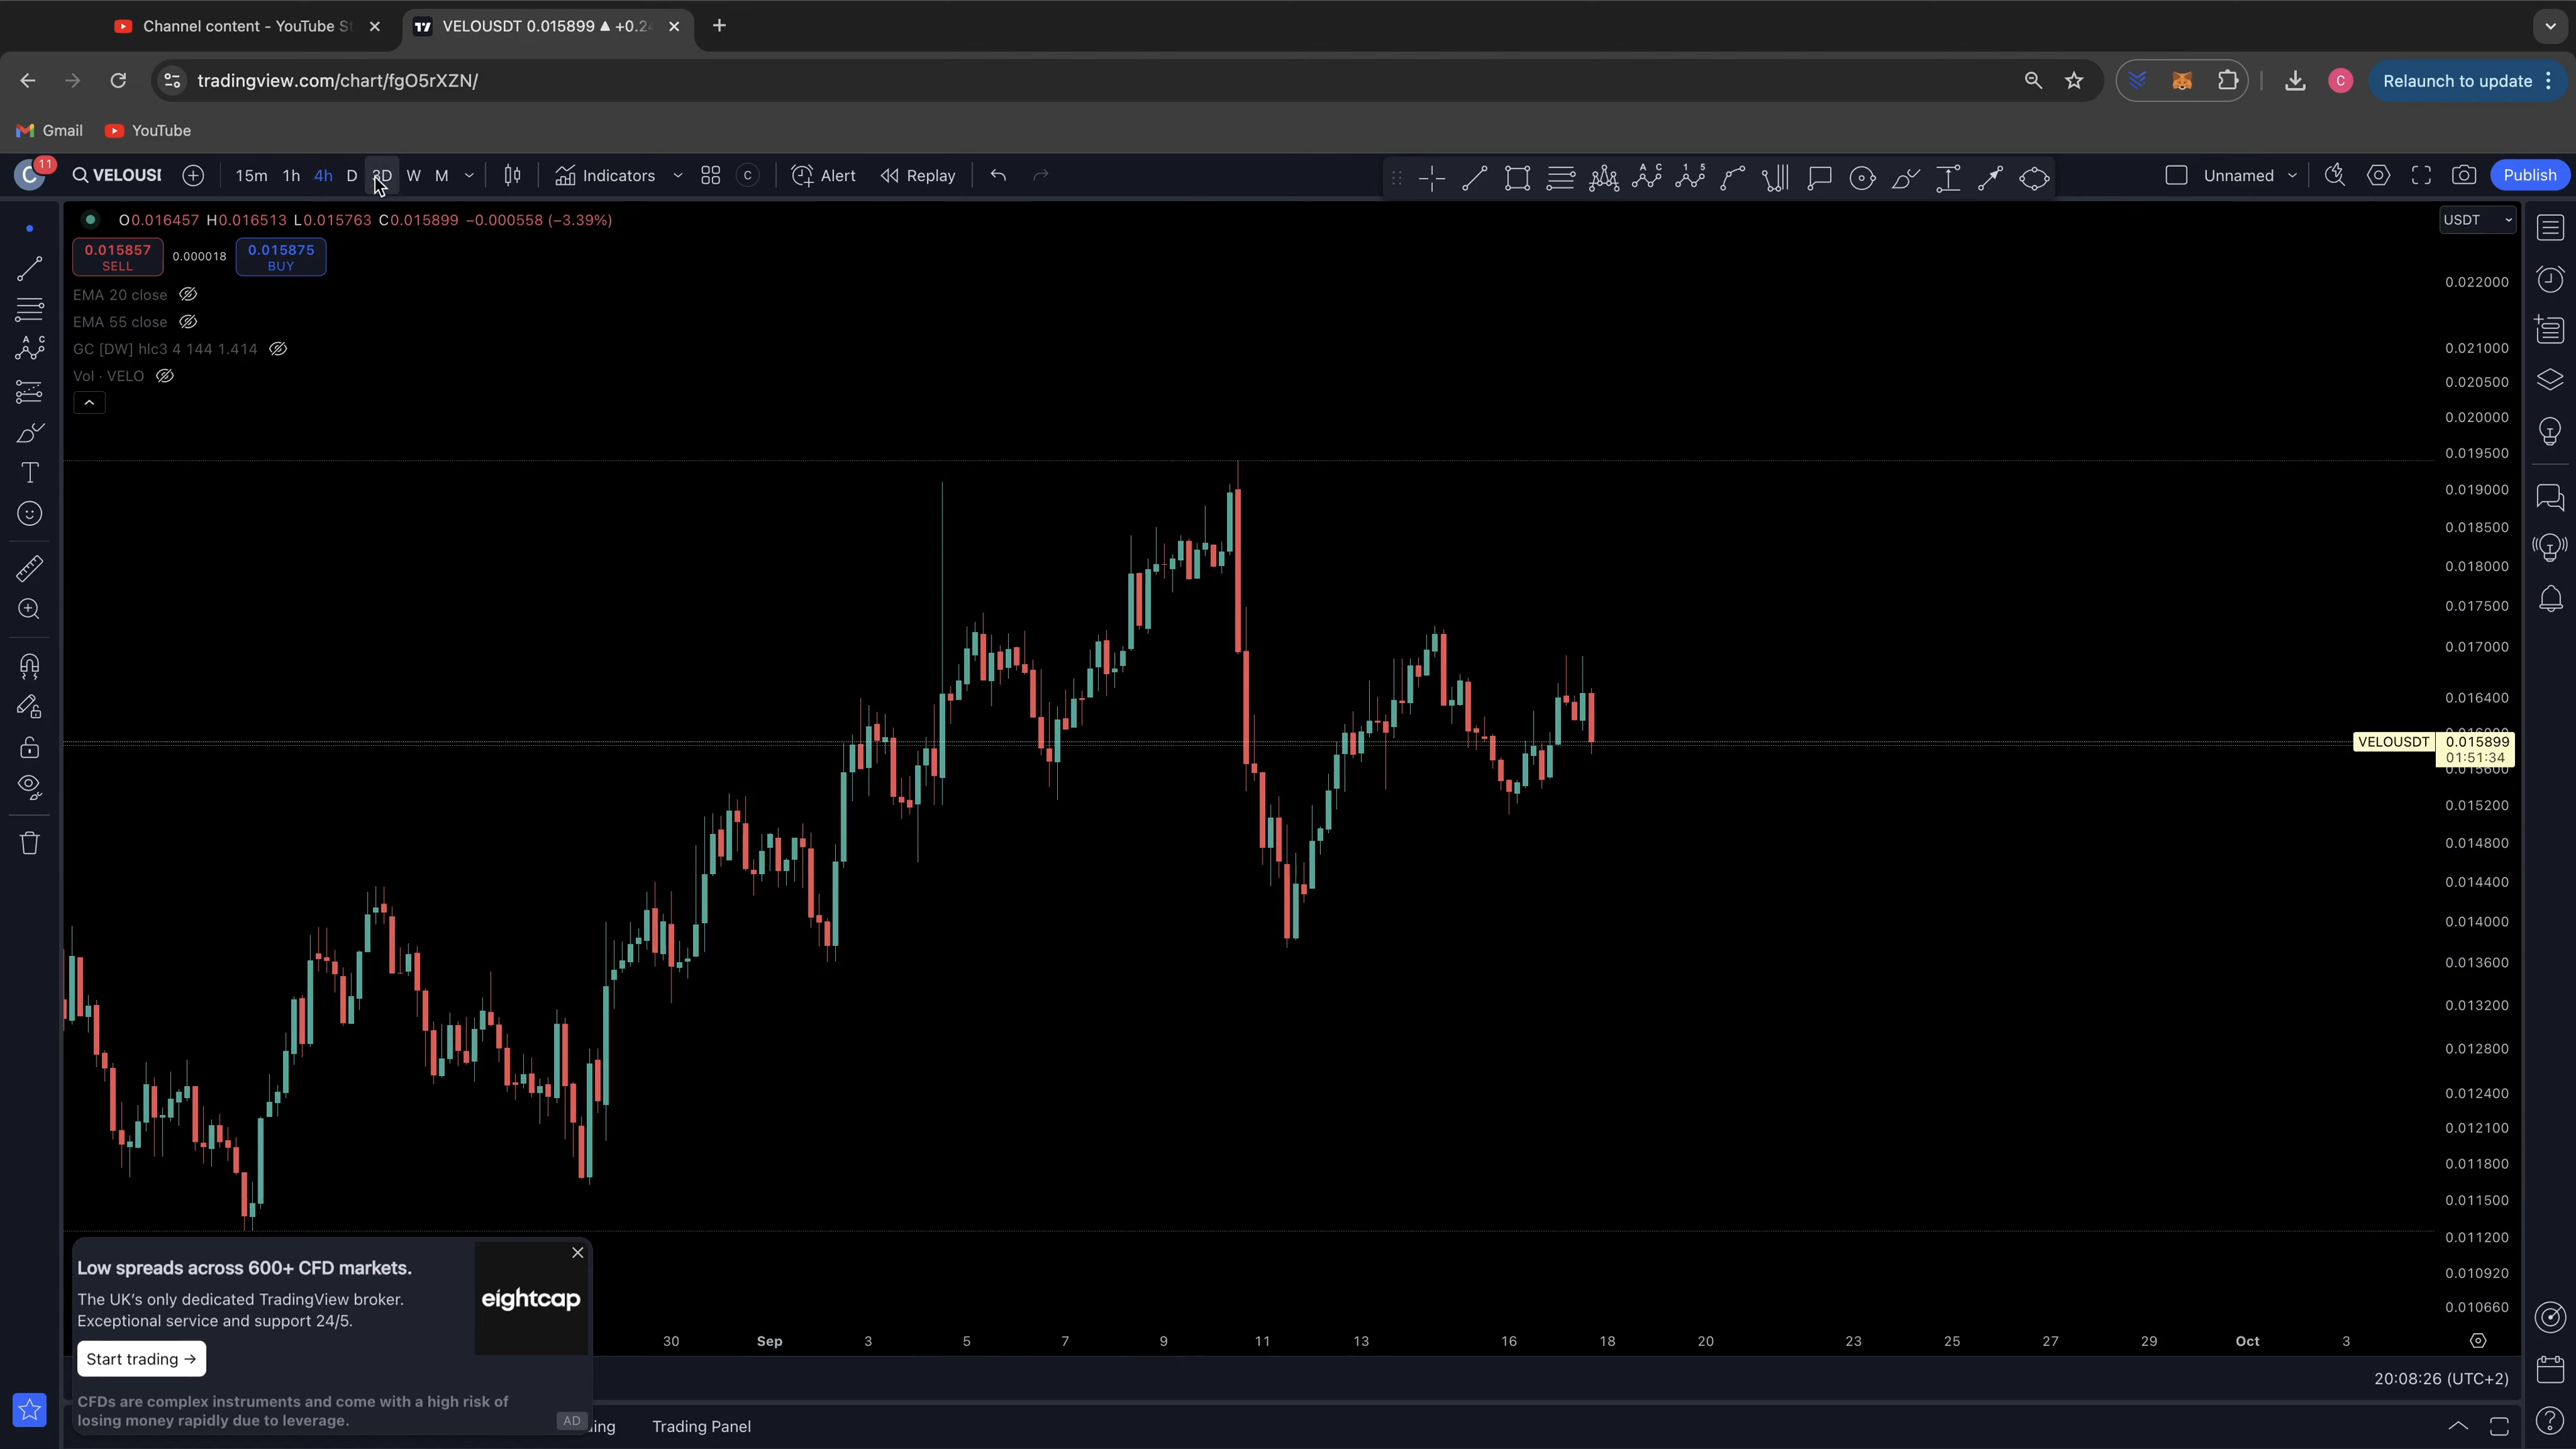 Channel content - YouTube St
VELOUSDT 0.015899 ▲ +0.2
tradingview.com/chart/fgO5rXZN/
C
Relaunch to update
Gmail
YouTube
C
11
VELOUSI
15m
1h
4h
D
3D
W
M
Indicators
C
Alert
Replay
Unnamed
Publish
O0.016457 H0.016513 L0.015763 C0.015899 −0.000558 (−3.39%)
USDT
0.015857
SELL
0.000018
0.015875
BUY
EMA 20 close
EMA 55 close
GC [DW] hlc3 4 144 1.414
Vol · VELO
A C
T
0.022000
0.021000
0.020500
0.020000
0.019500
0.019000
0.018500
0.018000
0.017500
0.017000
0.016400
VELOUSDT
0.015899
01:51:34
0.015200
0.014800
0.014400
0.014000
0.013600
0.013200
0.012800
0.012400
0.012100
0.011800
0.011500
0.011200
0.010920
0.010660
Low spreads across 600+ CFD markets.
The UK's only dedicated TradingView broker.
Exceptional service and support 24/5.
eightcap
Start trading →
CFDs are complex instruments and come with a high risk of
losing money rapidly due to leverage.
AD
30
Sep
3
5
7
9
11
13
16
18
20
23
25
27
29
Oct
3
20:08:26 (UTC+2)
ing
Trading Panel